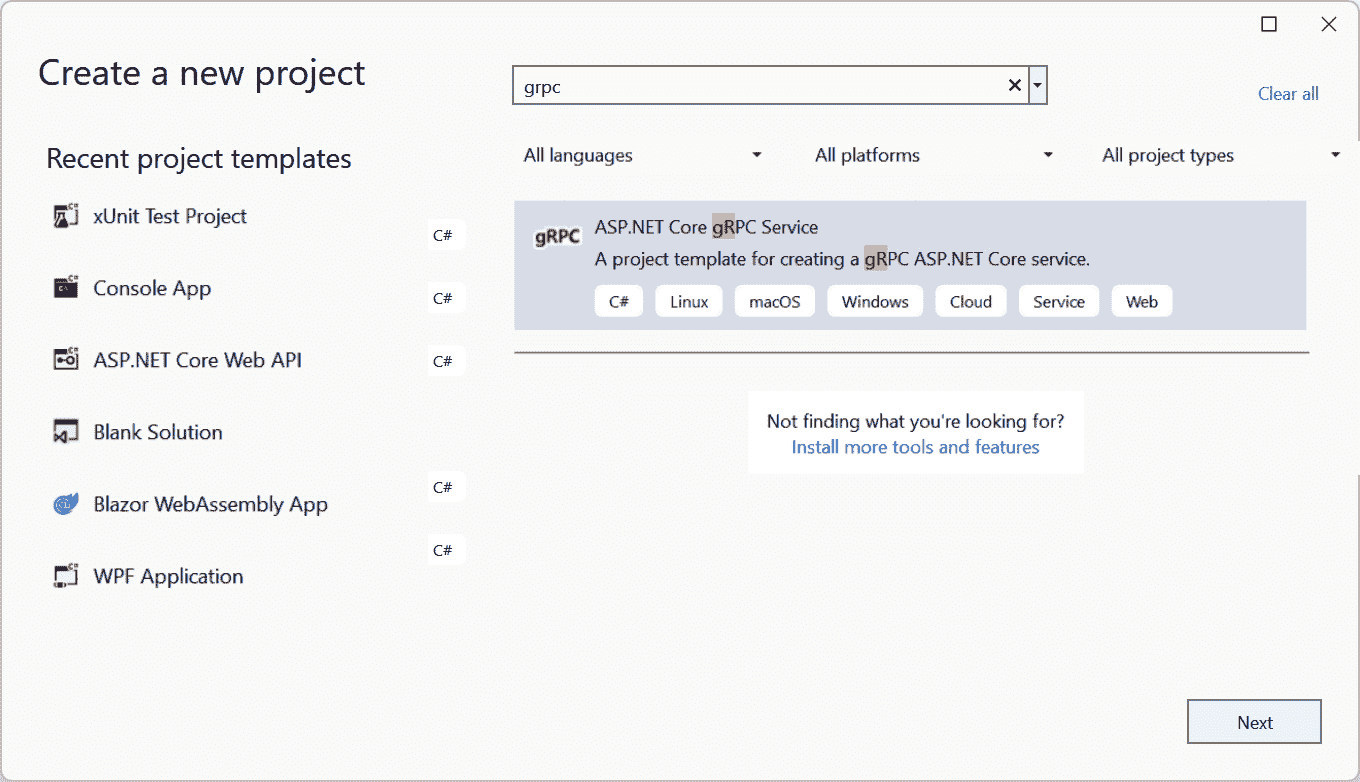 Create a new project
grpc
Clear all
Recent project templates
All languages
All platforms
All project types
xUnit Test Project
C#
Console App
C#
ASP.NET Core Web API
C#
Blank Solution
Blazor WebAssembly App
C#
WPF Application
C#
gRPC
ASP.NET Core gRPC Service
A project template for creating a gRPC ASP.NET Core service.
C# Linux macOS Windows Cloud Service Web
Not finding what you're looking for?
Install more tools and features
Next